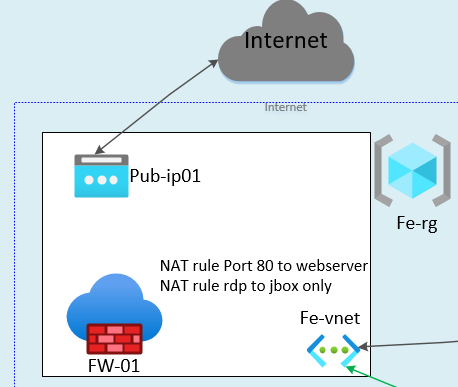 Internet
Internet
Pub-ip01
Fe-rg
NAT rule Port 80 to webserver
NAT rule rdp to jbox only
Fe-vnet
FW-01